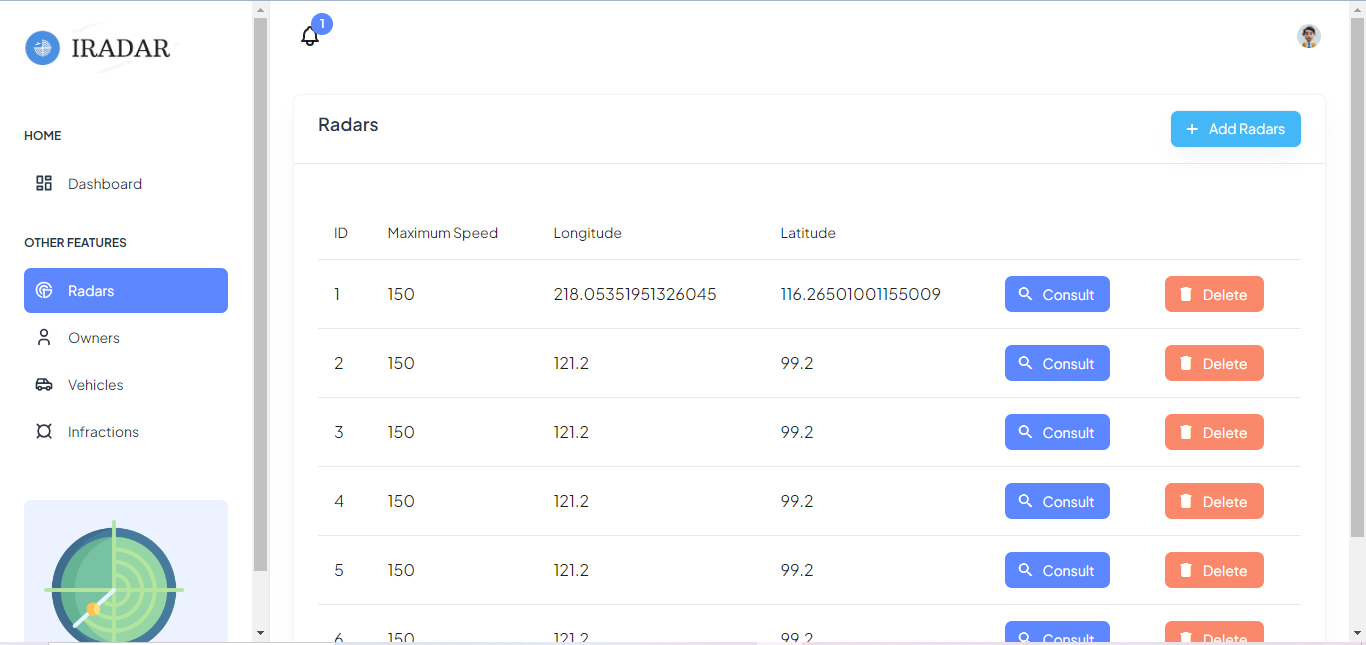 IRADAR
1
HOME
Dashboard
OTHER FEATURES
Radars
Owners
Vehicles
Infractions
Radars
+ Add Radars
ID Maximum Speed Longitude Latitude
1 150 218.05351951326045 116.26501001155009 Consult Delete
2 150 121.2 99.2 Consult Delete
3 150 121.2 99.2 Consult Delete
4 150 121.2 99.2 Consult Delete
5 150 121.2 99.2 Consult Delete
6 150 121.2 99.2 Consult Delete